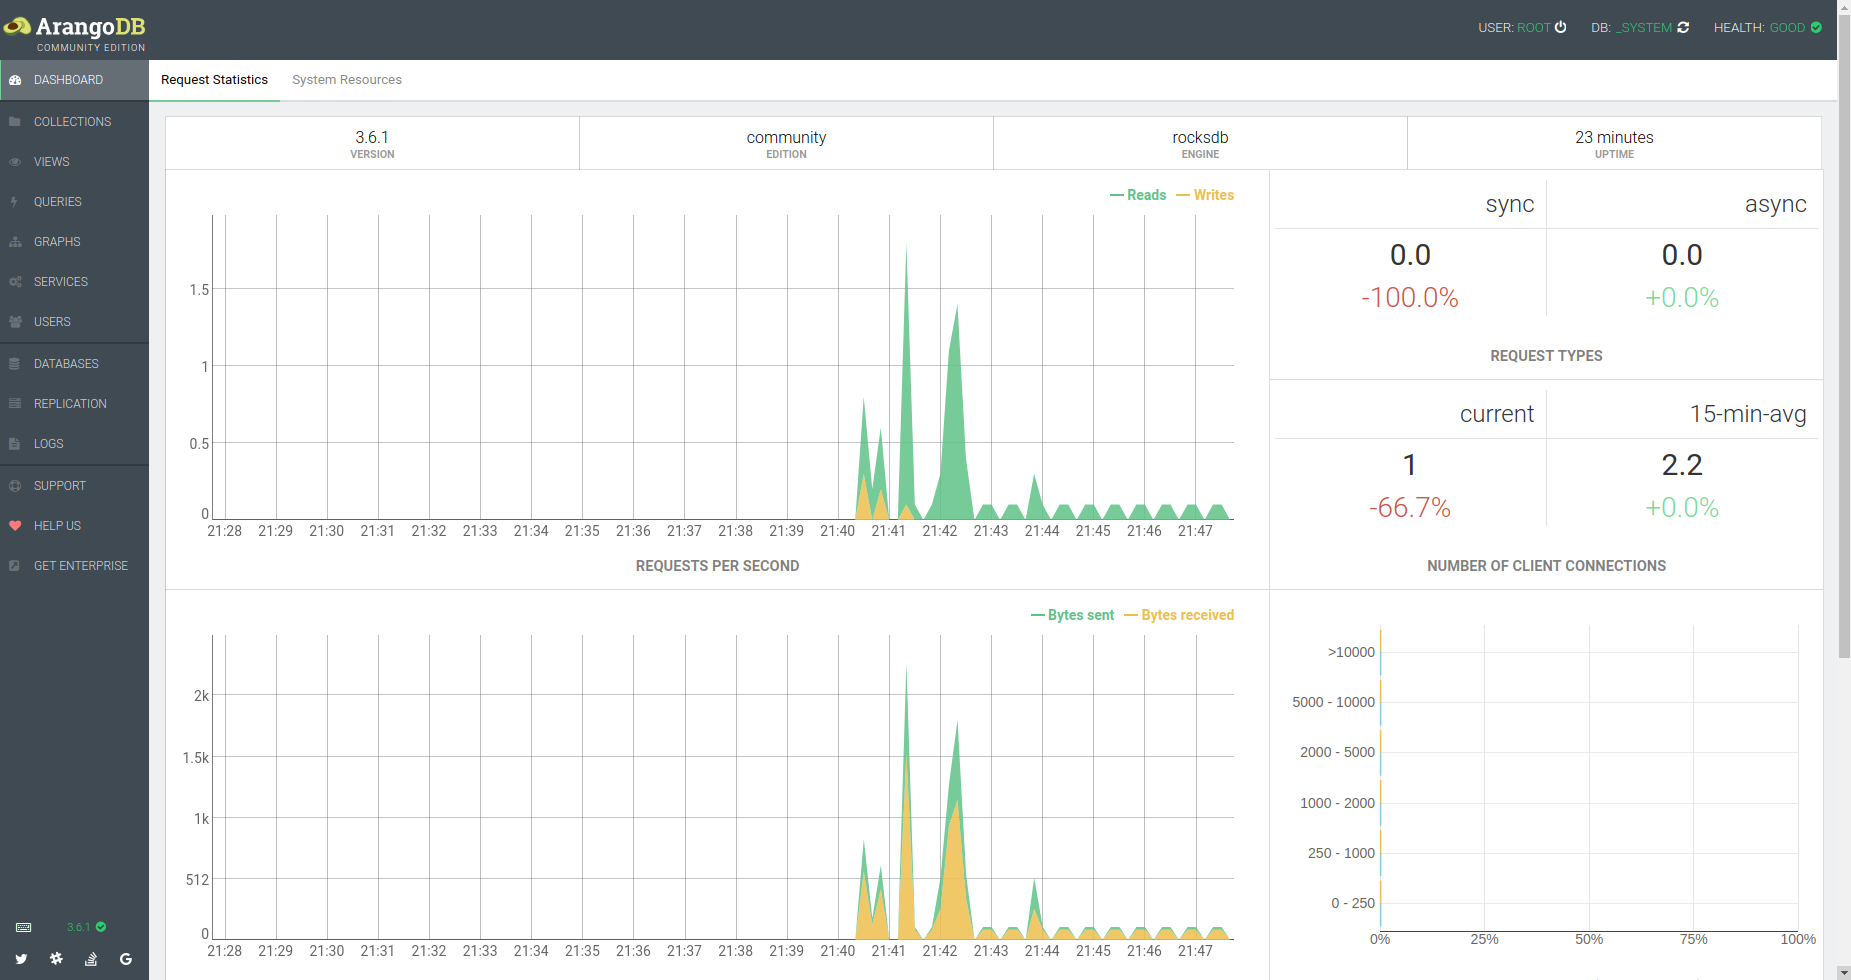 ArangoDB
COMMUNITY EDITION
USER: ROOT DB: _SYSTEM HEALTH: GOOD
DASHBOARD
COLLECTIONS
VIEWS
QUERIES
GRAPHS
SERVICES
USERS
DATABASES
REPLICATION
LOGS
SUPPORT
HELP US
GET ENTERPRISE
3.6.1
Request Statistics System Resources
3.6.1 community rocksdb 23 minutes
VERSION EDITION ENGINE UPTIME
Reads Writes
1.5
1
0.5
0
21:28 21:29 21:30 21:31 21:32 21:33 21:34 21:35 21:36 21:37 21:38 21:39 21:40 21:41 21:42 21:43 21:44 21:45 21:46 21:47
REQUESTS PER SECOND
sync async
0.0 0.0
-100.0% +0.0%
REQUEST TYPES
current 15-min-avg
1 2.2
-66.7% +0.0%
NUMBER OF CLIENT CONNECTIONS
Bytes sent Bytes received
2k
1.5k
1k
512
0
21:28 21:29 21:30 21:31 21:32 21:33 21:34 21:35 21:36 21:37 21:38 21:39 21:40 21:41 21:42 21:43 21:44 21:45 21:46 21:47
>10000
5000 - 10000
2000 - 5000
1000 - 2000
250 - 1000
0 - 250
0% 25% 50% 75% 100%